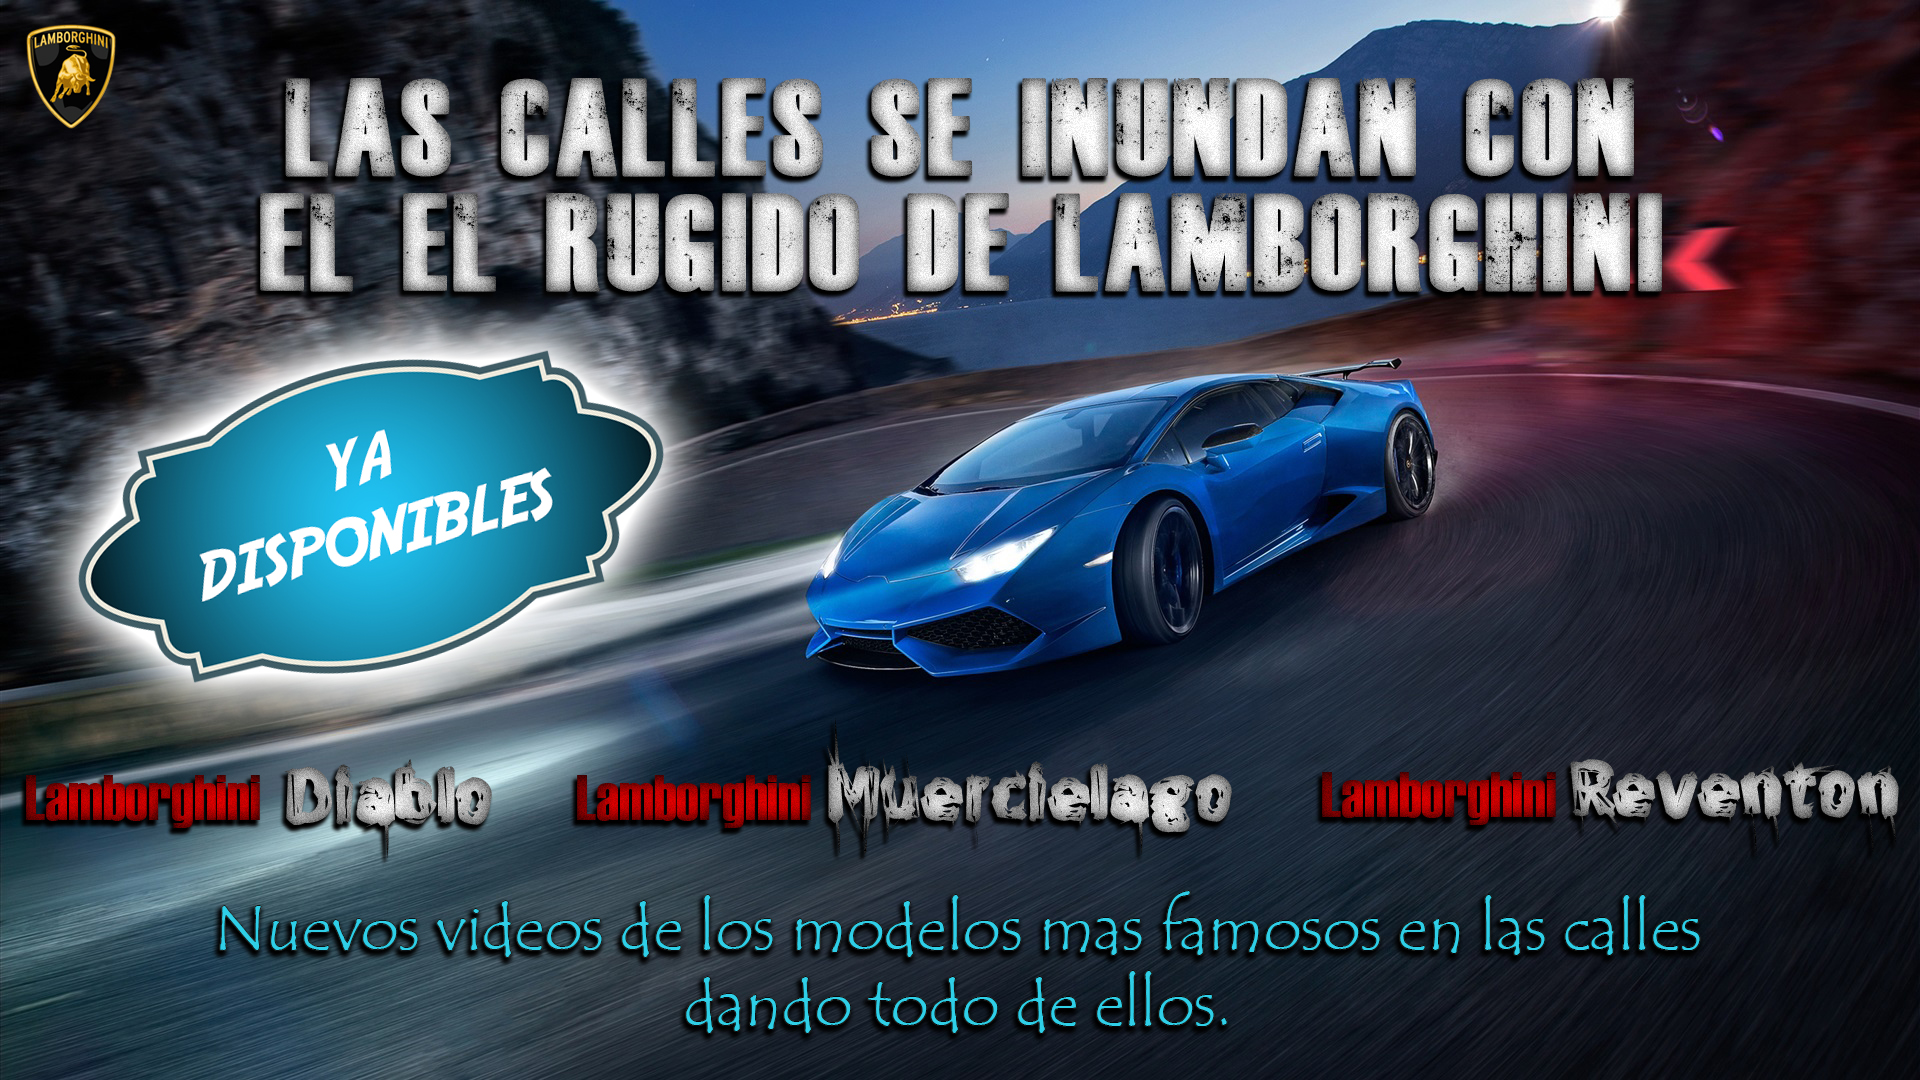 LAMBORGHINI
LAS CALLES SE INUNDAN CON
EL EL RUGIDO DE LAMBORGHINI
YA
DISPONIBLES
Lamborghini Diablo Lamborghini Muercielago Lamborghini Reventon
Nuevos videos de los modelos mas famosos en las calles
dando todo de ellos.